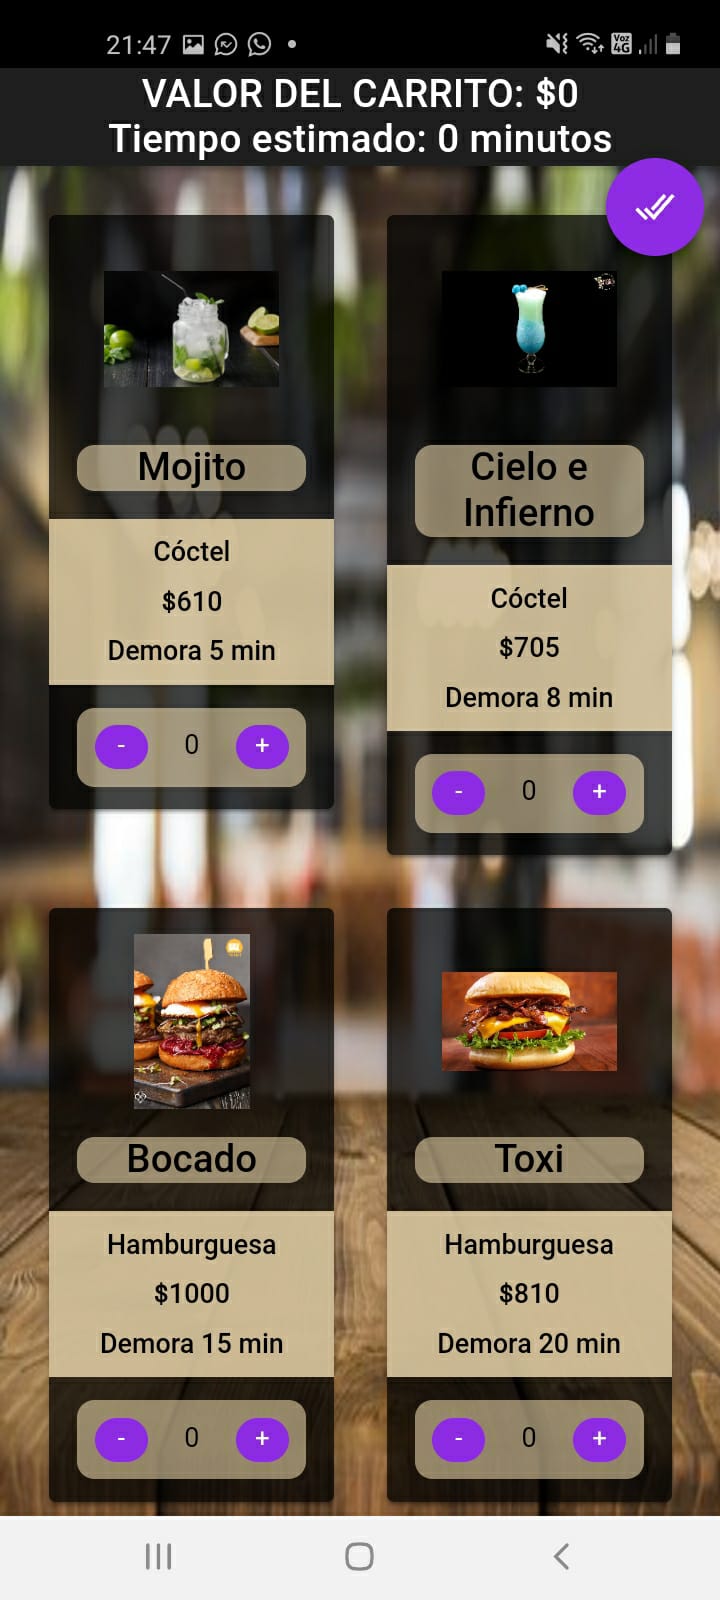 21:47
Voz
4G
VALOR DEL CARRITO: $0
Tiempo estimado: 0 minutos
Mojito
Cóctel
$610
Demora 5 min
- 0 +
Cielo e
Infierno
Cóctel
$705
Demora 8 min
- 0 +
Bocado
Hamburguesa
$1000
Demora 15 min
- 0 +
Toxi
Hamburguesa
$810
Demora 20 min
- 0 +